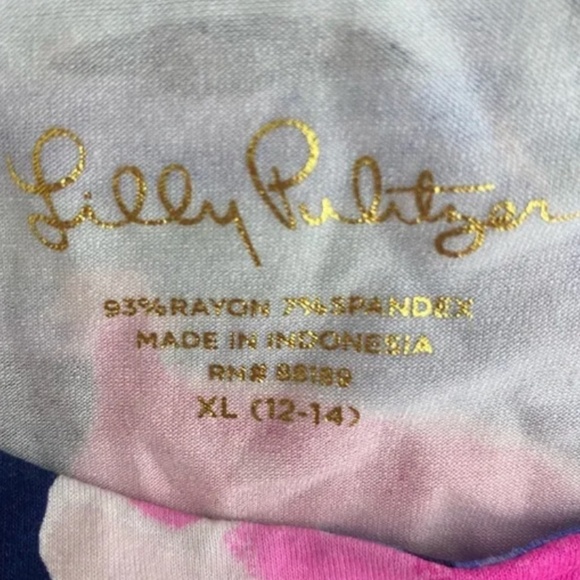 Lilly Pulitzer
93% RAYON 7% SPANDEX
MADE IN INDONESIA
RN# 88189
XL (12-14)